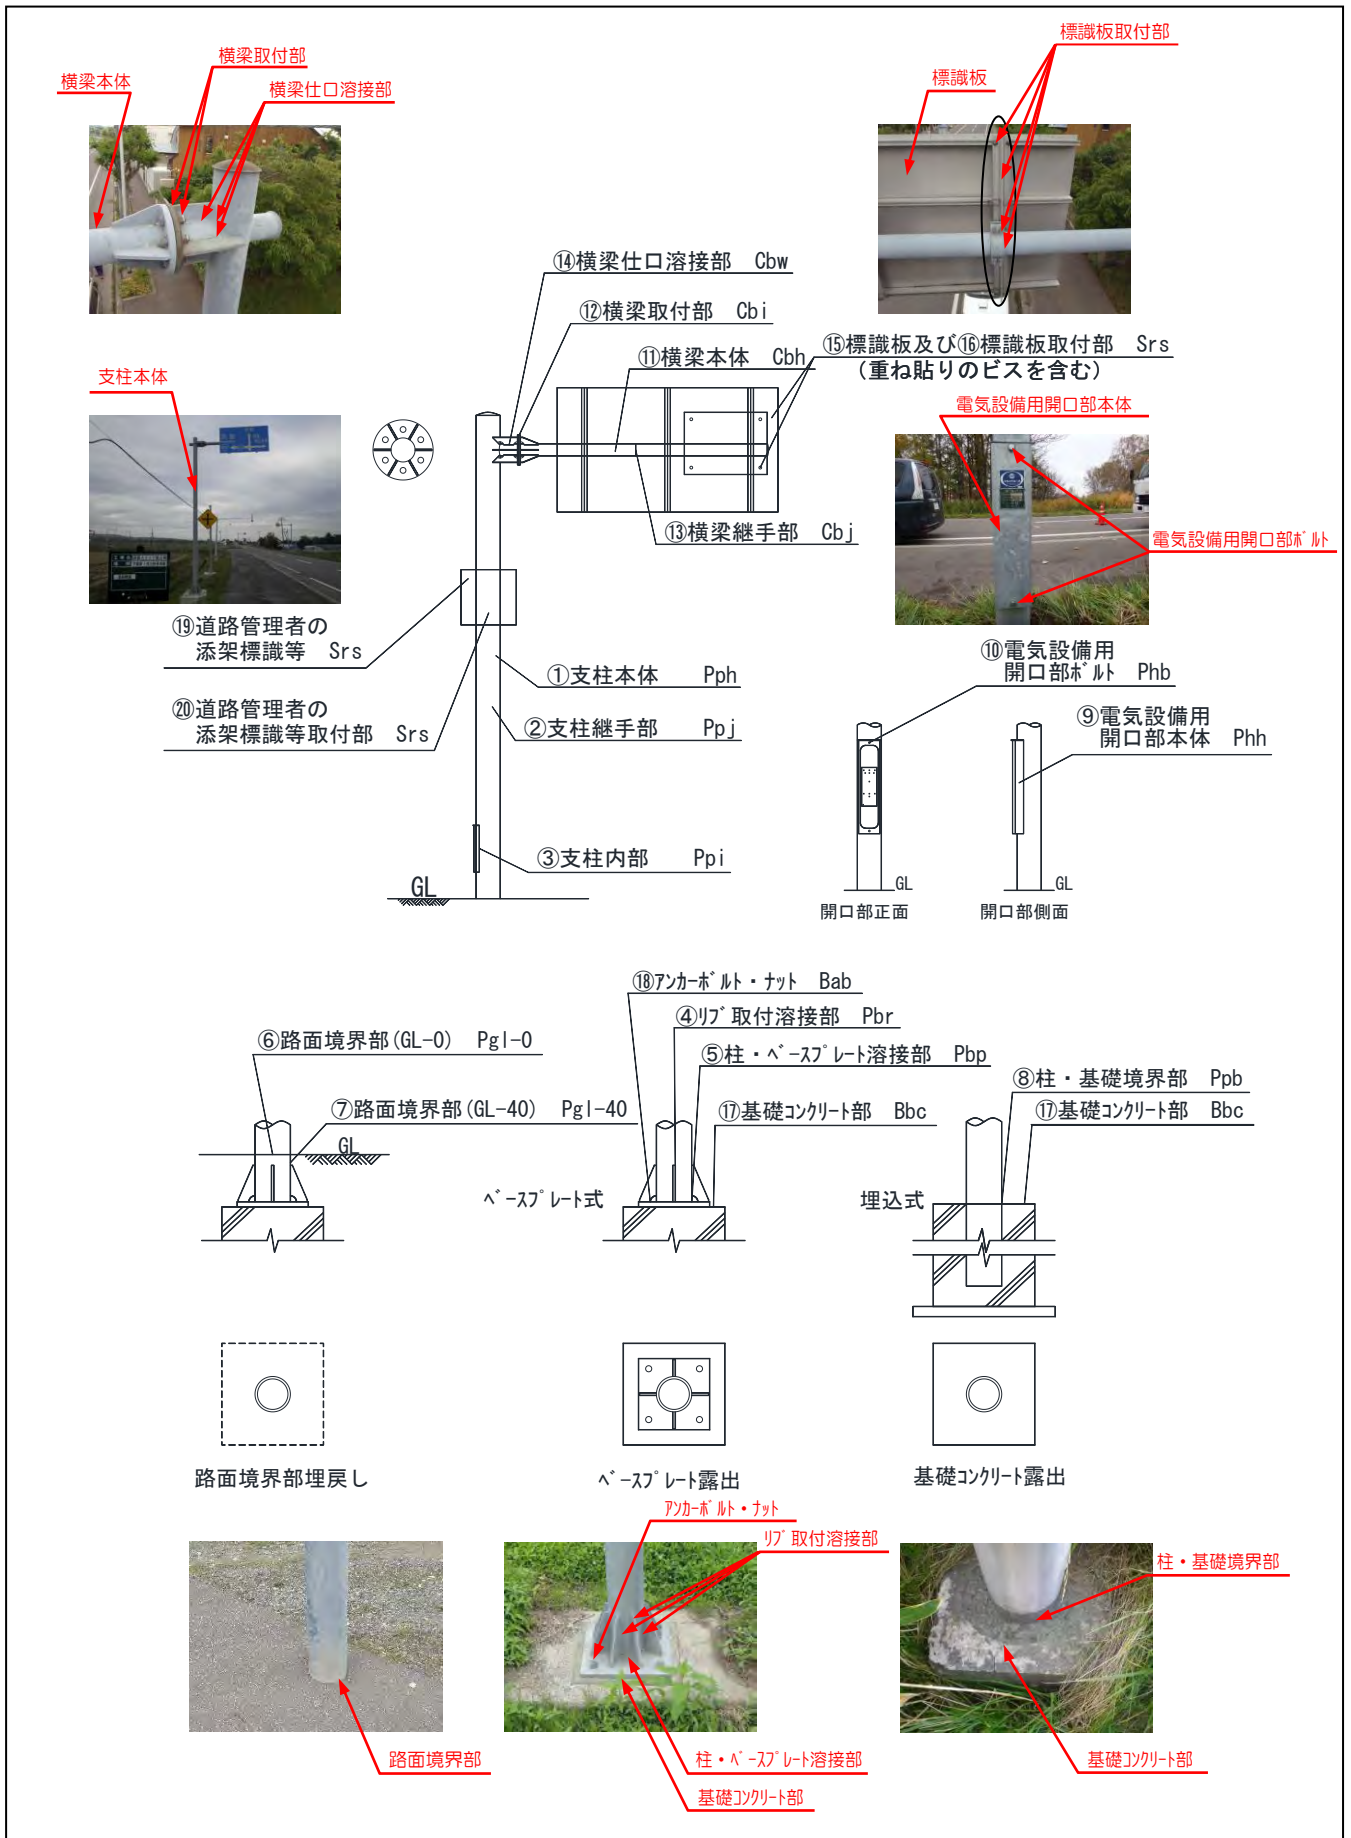 標識板取付部
横梁取付部
横梁本体
横梁仕口溶接部
標識板
⑭横梁仕口溶接部 Cbw
⑫横梁取付部 Cbi
⑪横梁本体 Cbh
⑮標識板及び⑯標識板取付部 Srs
(重ね貼りのビスを含む)
支柱本体
電気設備用開口部本体
⑬横梁継手部 Cbj
電気設備用開口部ボルト
⑲道路管理者の
添架標識等 Srs
⑩電気設備用
開口部ボルト Phb
①支柱本体 Pph
⑳道路管理者の
添架標識等取付部 Srs
②支柱継手部 Ppj
⑨電気設備用
開口部本体 Phh
③支柱内部 Ppi
GL
GL
GL
開口部正面
開口部側面
⑱アンカーボルト・ナット Bab
④リブ取付溶接部 Pbr
⑥路面境界部(GL-0) Pgl-0
⑤柱・ベースプレート溶接部 Pbp
⑧柱・基礎境界部 Ppb
⑦路面境界部(GL-40) Pgl-40
⑰基礎コンクリート部 Bbc
⑰基礎コンクリート部 Bbc
GL
ベースプレート式
埋込式
路面境界部埋戻し
ベースプレート露出
基礎コンクリート露出
アンカーボルト・ナット
リブ取付溶接部
柱・基礎境界部
路面境界部
柱・ベースプレート溶接部
基礎コンクリート部
基礎コンクリート部